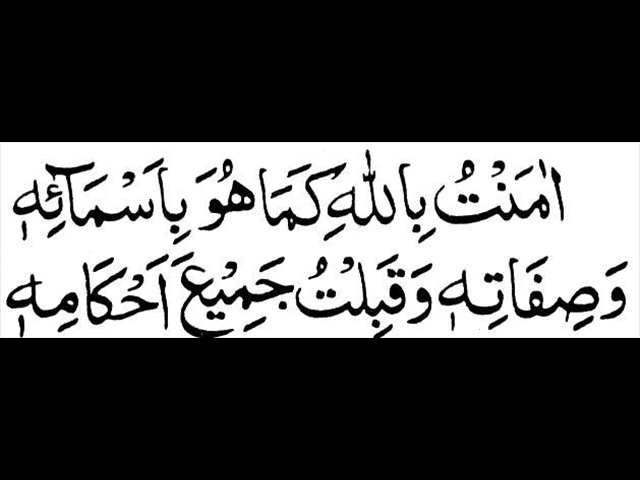 اٰمَنْتُ بِاللّٰهِ كَمَا هُوَ بِاَسْمَآئِهٖ
وَصِفَاتِهٖ وَقَبِلْتُ جَمِيْعَ اَحْكَامِهٖ